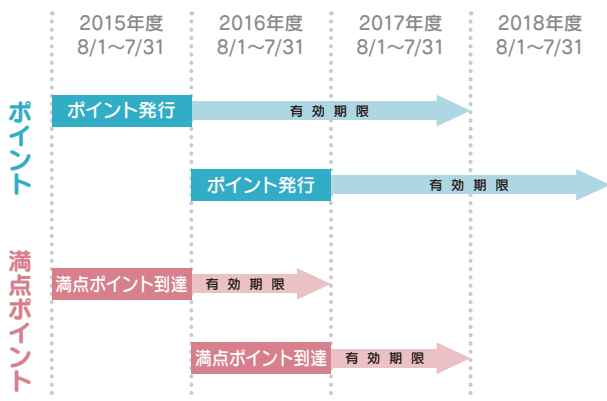 2015年度
8/1～7/31
2016年度
8/1～7/31
2017年度
8/1～7/31
2018年度
8/1～7/31
ポイント
ポイント発行
有効期限
ポイント発行
有効期限
満点ポイント
満点ポイント到達
有効期限
満点ポイント到達
有効期限